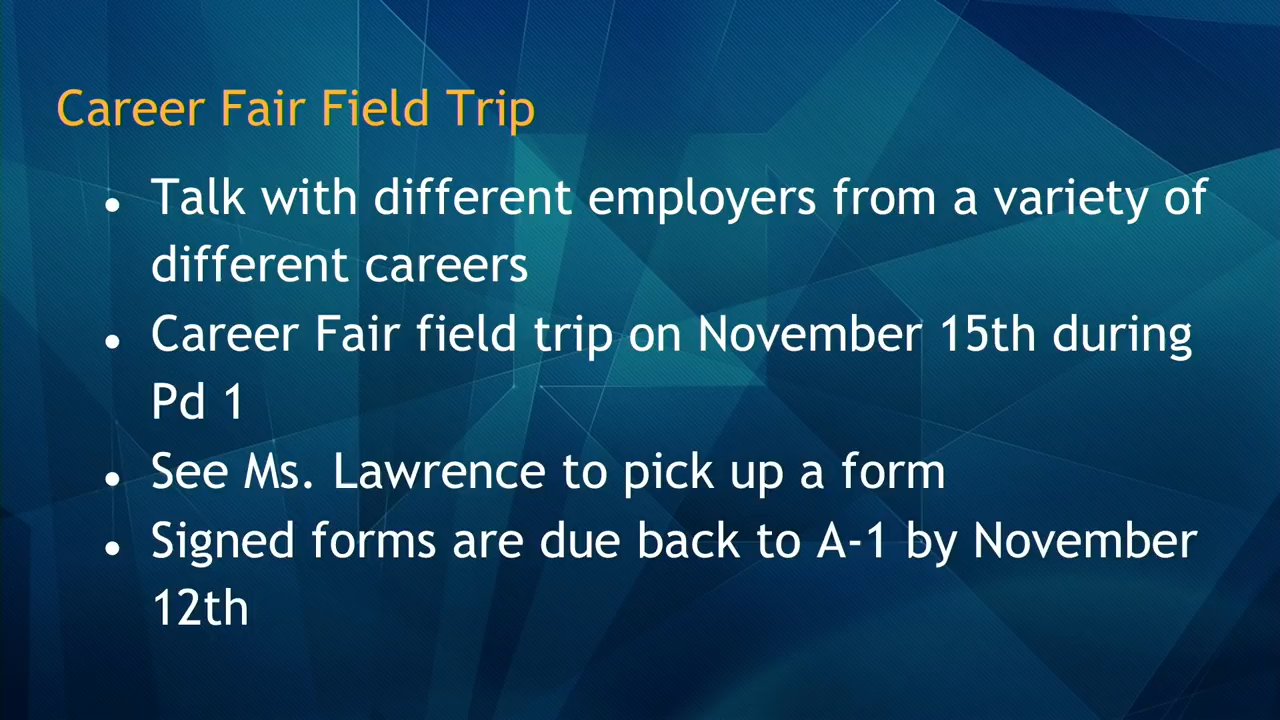 Career Fair Field Trip
• Talk with different employers from a variety of
different careers
• Career Fair field trip on November 15th during
Pd 1
• See Ms. Lawrence to pick up a form
• Signed forms are due back to A-1 by November
12th